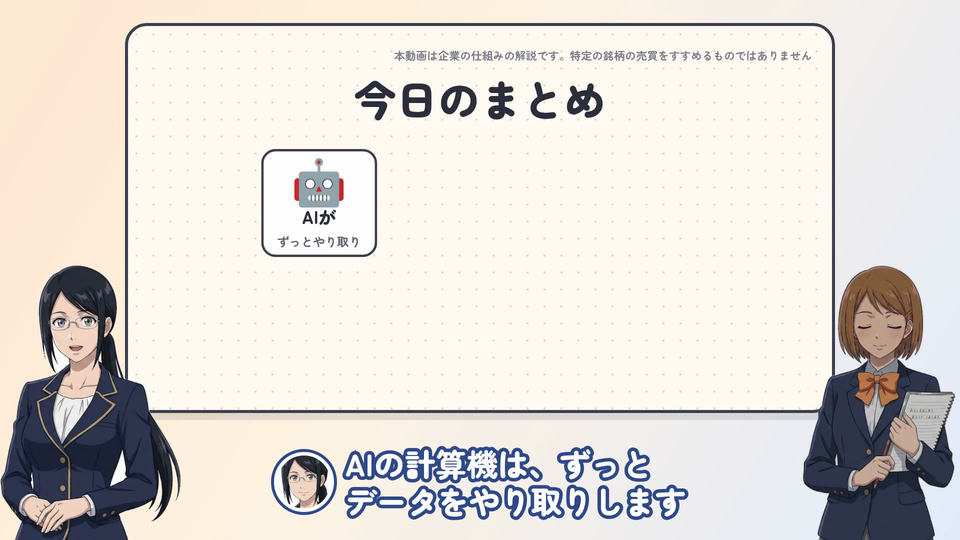 本動画は企業の仕組みの解説です。特定の銘柄の売買をすすめるものではありません
今日のまとめ
AIが
ずっとやり取り
AIの計算機は、ずっと
データをやり取りします